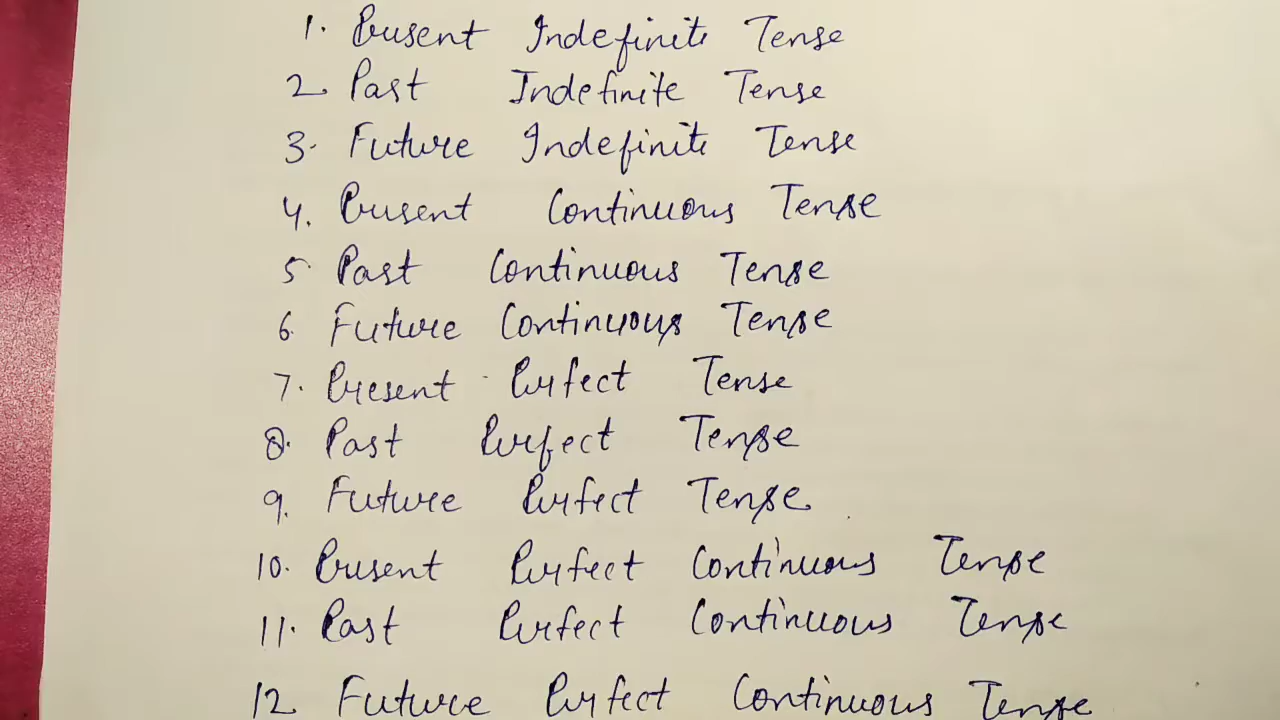 1. Present Indefinite Tense
2. Past Indefinite Tense
3. Future Indefinite Tense
4. Present Continuous Tense
5. Past Continuous Tense
6. Future Continuous Tense
7. Present Perfect Tense
8. Past Perfect Tense
9. Future Perfect Tense
10. Present Perfect Continuous Tense
11. Past Perfect Continuous Tense
12 Future Perfect Continuous Tense